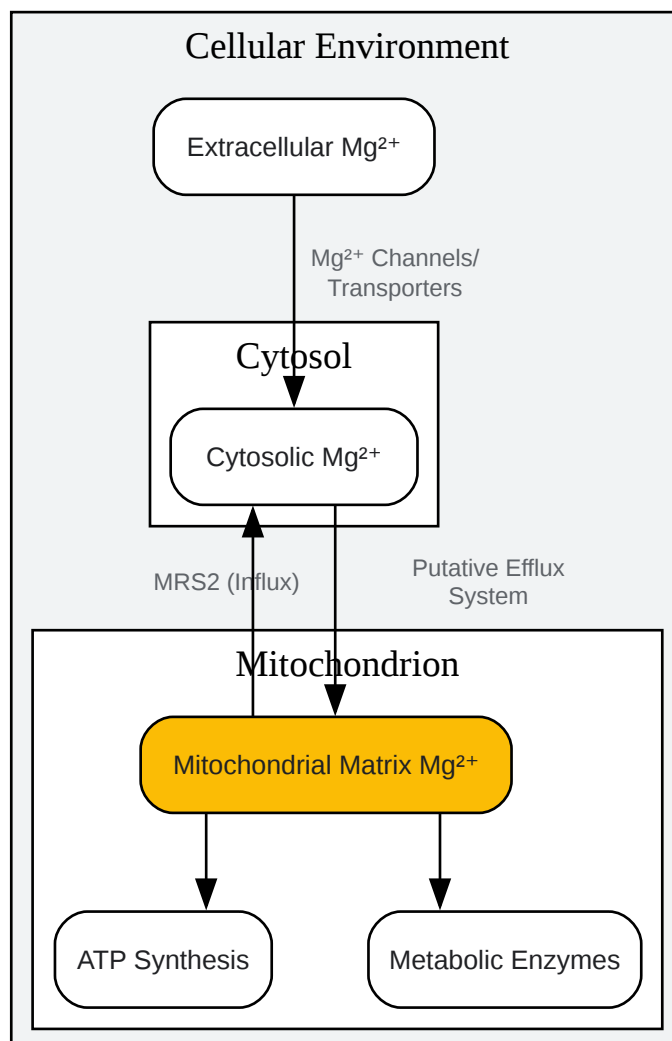 Cellular Environment
Extracellular Mg²⁺
Mg²⁺ Channels/
Transporters
Cytosol
Cytosolic Mg²⁺
MRS2 (Influx)
Putative Efflux
System
Mitochondrion
Mitochondrial Matrix Mg²⁺
ATP Synthesis
Metabolic Enzymes